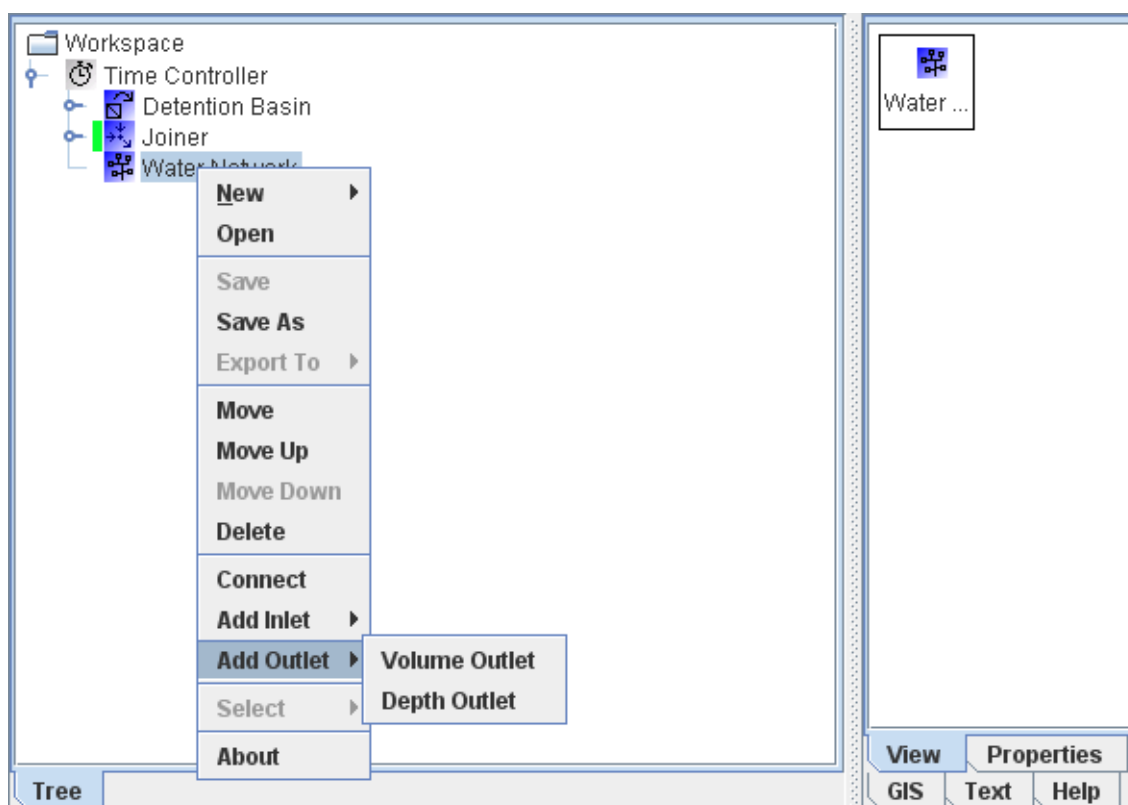 Workspace
Time Controller
Detention Basin
Joiner
Water Network
New
Open
Save
Save As
Export To
Move
Move Up
Move Down
Delete
Connect
Add Inlet
Add Outlet
Volume Outlet
Depth Outlet
Select
About
Tree
Water ...
View Properties
GIS Text Help